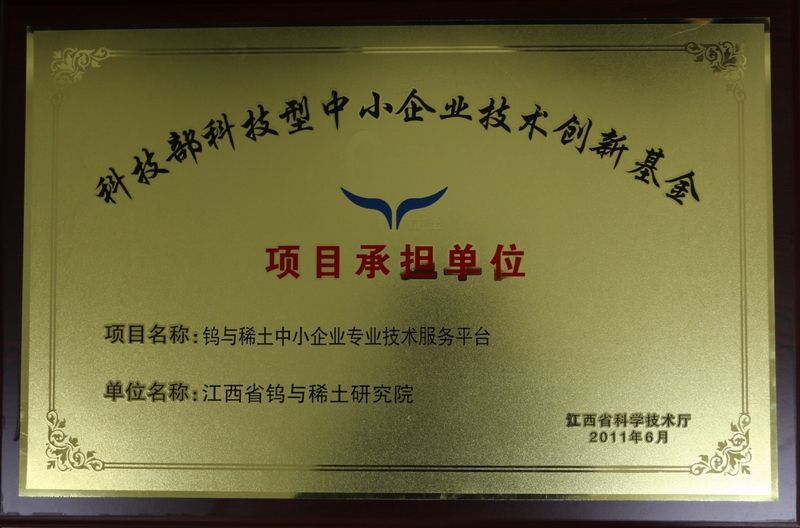 科技部科技型中小企业技术创新基金
项目承担单位
项目名称：钨与稀土中小企业专业技术服务平台
单位名称：江西省钨与稀土研究院
江西省科学技术厅
2011年6月